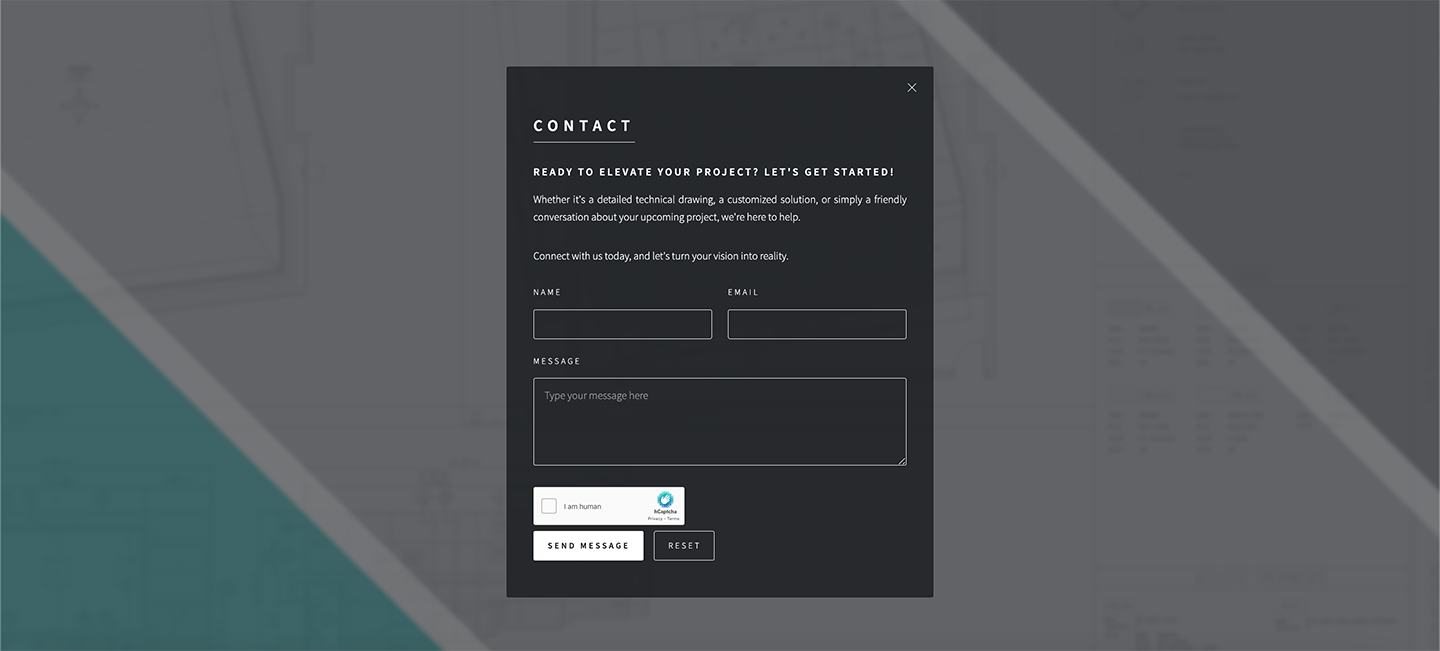 CONTACT
READY TO ELEVATE YOUR PROJECT? LET'S GET STARTED!
Whether it's a detailed technical drawing, a customized solution, or simply a friendly
conversation about your upcoming project, we're here to help.
Connect with us today, and let's turn your vision into reality.
NAME EMAIL
MESSAGE
Type your message here
I am human
hCaptcha
Privacy - Terms
SEND MESSAGE RESET